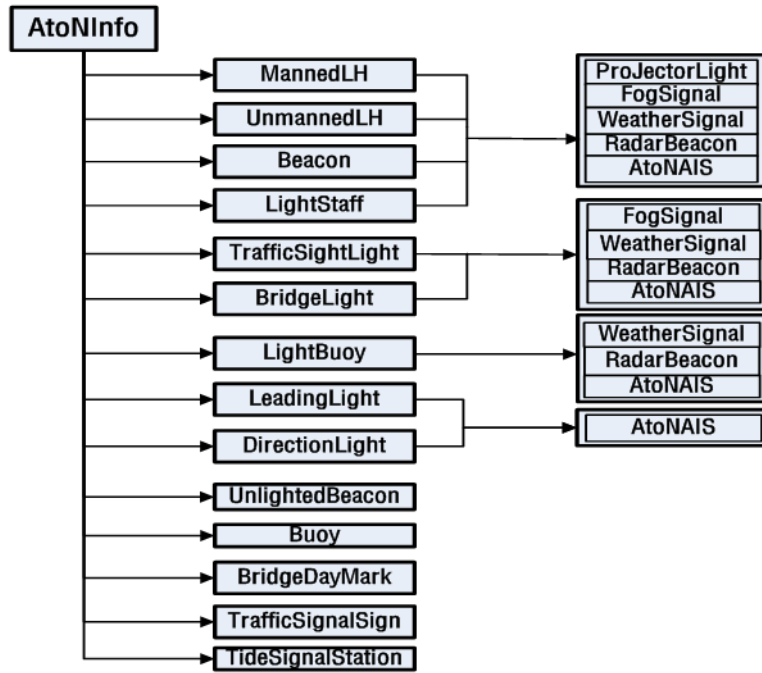 AtoNInfo
MannedLH
UnmannedLH
Beacon
LightStaff
TrafficSightLight
BridgeLight
LightBuoy
LeadingLight
DirectionLight
UnlightedBeacon
Buoy
BridgeDayMark
TrafficSignalSign
TideSignalStation
ProJectorLight
FogSignal
WeatherSignal
RadarBeacon
AtoNAIS
FogSignal
WeatherSignal
RadarBeacon
AtoNAIS
WeatherSignal
RadarBeacon
AtoNAIS
AtoNAIS